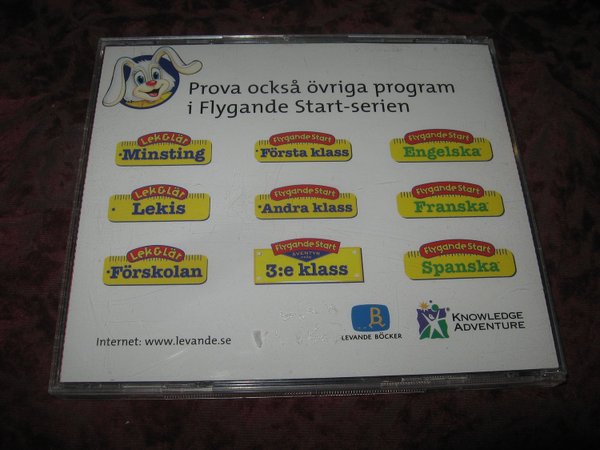 Prova också övriga program
i Flygande Start-serien
Lek&Lär
Minsting
Flygande Start
Första klass
Flygande Start
Engelska
Lek&Lär
Lekis
Flygande Start
Andra klass
Flygande Start
Franska
Lek&Lär
Förskolan
Flygande Start
ÄVENTYR
3:e klass
Flygande Start
Spanska
Internet: www.levande.se
B
LEVANDE BÖCKER
KNOWLEDGE
ADVENTURE